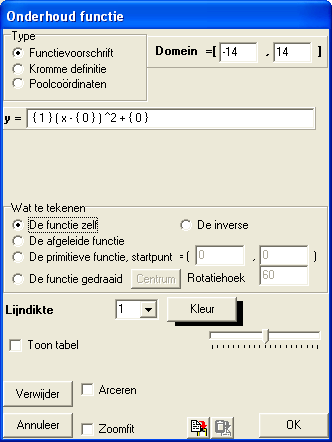 Onderhoud functie
Type
Functievoorschrift
Kromme definitie
Poolcoördinaten
Domein =[ -14 , 14 ]
y = {1}(x-{0})^2+{0}
Wat te tekenen
De functie zelf De inverse
De afgeleide functie
De primitieve functie, startpunt =( 0 , 0 )
De functie gedraaid Centrum Rotatiehoek 60
Lijndikte 1 Kleur
Toon tabel
Verwijder Arceren
Annuleer Zoomfit OK